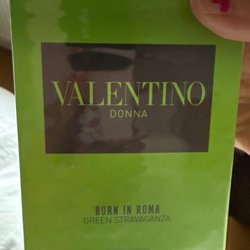 VALENTINO
DONNA
BORN IN ROMA
GREEN STRAVAGANZA